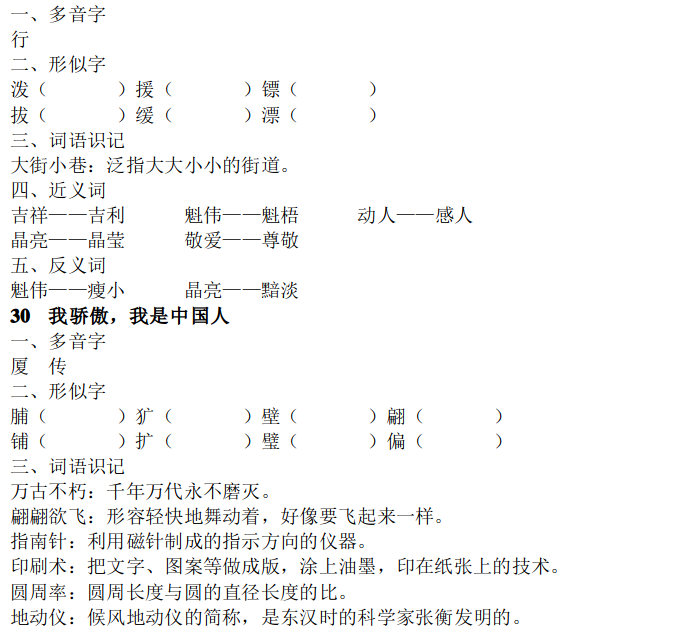 一、多音字
行
二、形似字
泼（　　　）援（　　　）镖（　　　）
拔（　　　）缓（　　　）漂（　　　）
三、词语识记
大街小巷：泛指大大小小的街道。
四、近义词
吉祥——吉利　　　魁伟——魁梧　　　动人——感人
晶亮——晶莹　　　敬爱——尊敬
五、反义词
魁伟——瘦小　　　晶亮——黯淡
30　我骄傲，我是中国人
一、多音字
厦　传
二、形似字
脯（　　　）犷（　　　）壁（　　　）翩（　　　）
铺（　　　）扩（　　　）璧（　　　）偏（　　　）
三、词语识记
万古不朽：千年万代永不磨灭。
翩翩欲飞：形容轻快地舞动着，好像要飞起来一样。
指南针：利用磁针制成的指示方向的仪器。
印刷术：把文字、图案等做成版，涂上油墨，印在纸张上的技术。
圆周率：圆周长度与圆的直径长度的比。
地动仪：候风地动仪的简称，是东汉时的科学家张衡发明的。